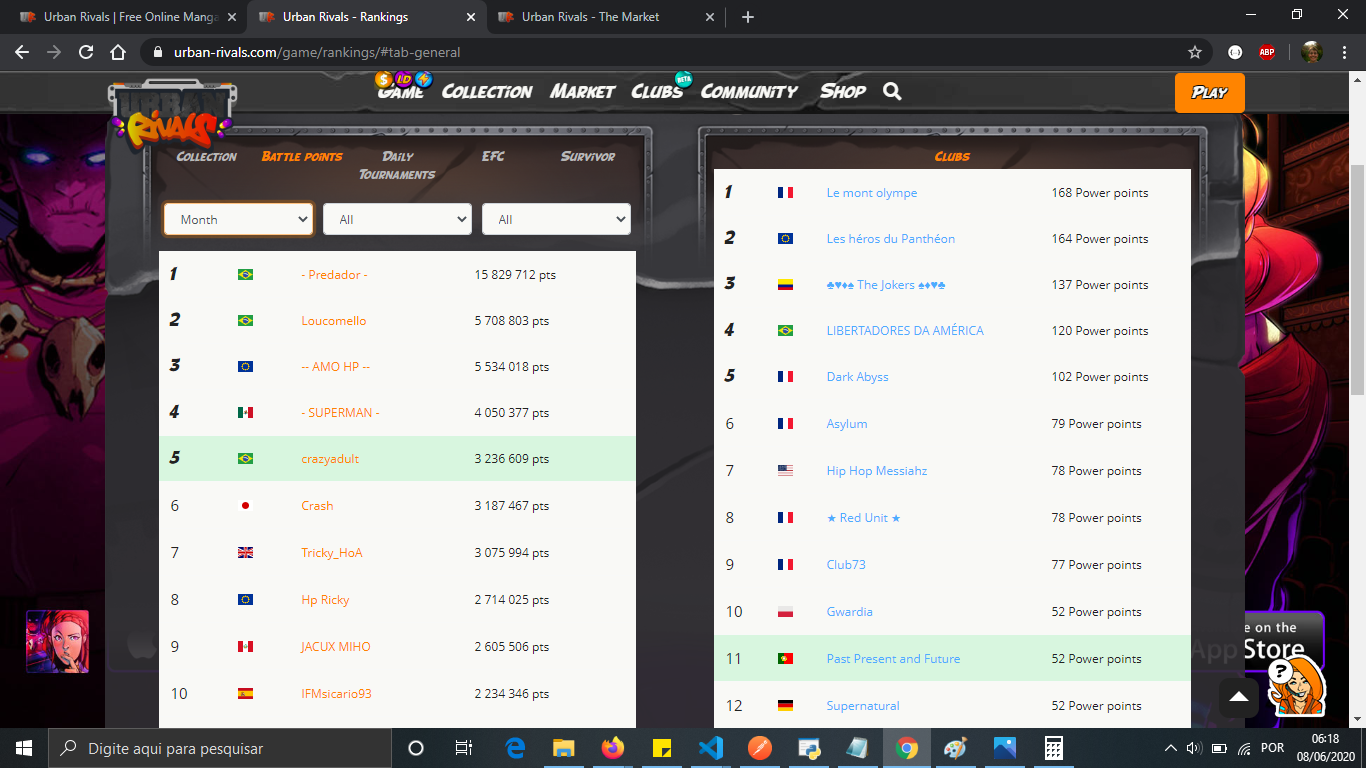 Urban Rivals | Free Online Manga
Urban Rivals - Rankings
Urban Rivals - The Market
urban-rivals.com/game/rankings/#tab-general
ABP
URBAN RIVALS
GAME COLLECTION MARKET CLUBS BETA COMMUNITY SHOP
PLAY
COLLECTION BATTLE POINTS DAILY TOURNAMENTS EFC SURVIVOR
Month All All
1 - Predador - 15 829 712 pts
2 Loucomello 5 708 803 pts
3 -- AMO HP -- 5 534 018 pts
4 - SUPERMAN - 4 050 377 pts
5 crazyadult 3 236 609 pts
6 Crash 3 187 467 pts
7 Tricky_HoA 3 075 994 pts
8 Hp Ricky 2 714 025 pts
9 JACUX MIHO 2 605 506 pts
10 IFMsicario93 2 234 346 pts
CLUBS
1 Le mont olympe 168 Power points
2 Les héros du Panthéon 164 Power points
3 ♣♥♦♠ The Jokers ♠♦♥♣ 137 Power points
4 LIBERTADORES DA AMÉRICA 120 Power points
5 Dark Abyss 102 Power points
6 Asylum 79 Power points
7 Hip Hop Messiahz 78 Power points
8 ★ Red Unit ★ 78 Power points
9 Club73 77 Power points
10 Gwardia 52 Power points
11 Past Present and Future 52 Power points
12 Supernatural 52 Power points
e on the
App Store
?
Digite aqui para pesquisar
POR
06:18
08/06/2020